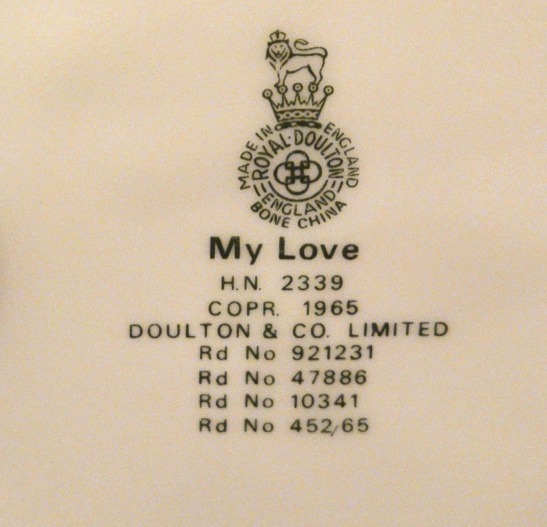 MADE IN ENGLAND
ROYAL·DOULTON
ENGLAND
BONE CHINA
My Love
H.N. 2339
COPR. 1965
DOULTON & CO. LIMITED
Rd No 921231
Rd No 47886
Rd No 10341
Rd No 452/65